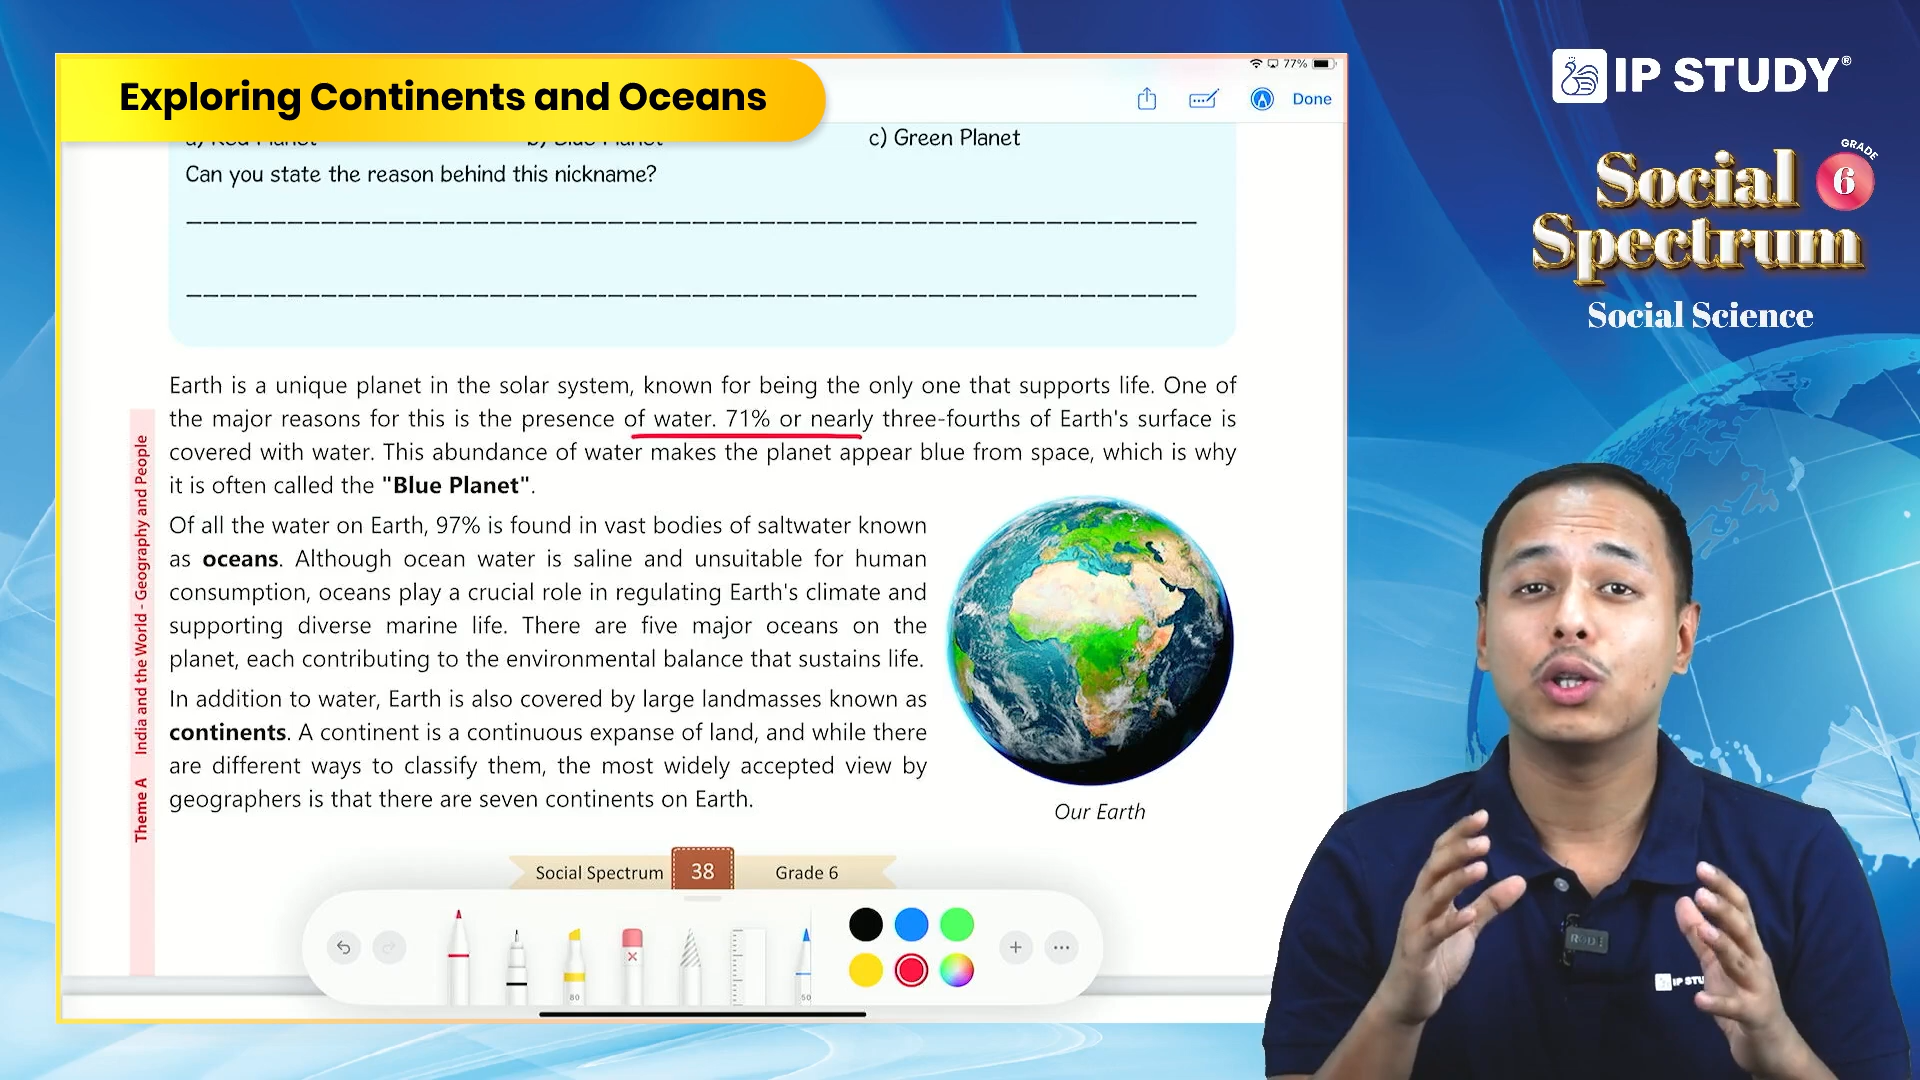 Exploring Continents and Oceans
77%
Done
a) Red Planet b) Blue Planet c) Green Planet
Can you state the reason behind this nickname?
Earth is a unique planet in the solar system, known for being the only one that supports life. One of
the major reasons for this is the presence of water. 71% or nearly three-fourths of Earth's surface is
covered with water. This abundance of water makes the planet appear blue from space, which is why
it is often called the "Blue Planet".
Of all the water on Earth, 97% is found in vast bodies of saltwater known
as oceans. Although ocean water is saline and unsuitable for human
consumption, oceans play a crucial role in regulating Earth's climate and
supporting diverse marine life. There are five major oceans on the
planet, each contributing to the environmental balance that sustains life.
In addition to water, Earth is also covered by large landmasses known as
continents. A continent is a continuous expanse of land, and while there
are different ways to classify them, the most widely accepted view by
geographers is that there are seven continents on Earth.
Our Earth
Theme A India and the World - Geography and People
Social Spectrum 38 Grade 6
80
50
IP STUDY®
GRADE
6
Social
Spectrum
Social Science
RODE
IP STU